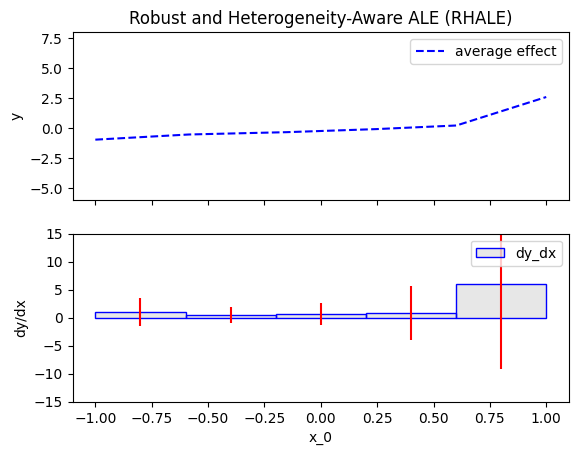 Robust and Heterogeneity-Aware ALE (RHALE)
7.5
5.0
2.5
0.0
−2.5
−5.0
y
average effect
15
10
5
0
−5
−10
−15
dy/dx
dy_dx
−1.00 −0.75 −0.50 −0.25 0.00 0.25 0.50 0.75 1.00
x_0